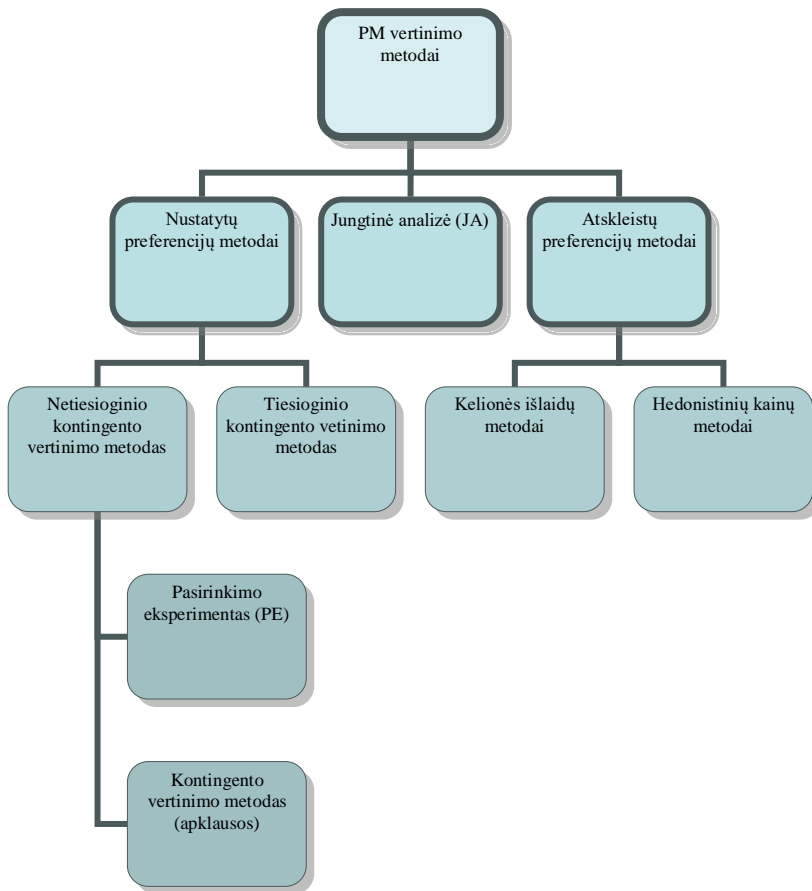 PM vertinimo
metodai
Nustatytų
preferencijų metodai
Jungtinė analizė (JA)
Atskleistų
preferencijų metodai
Netiesioginio
kontingento
vertinimo metodas
Tiesioginio
kontingento vetinimo
metodas
Kelionės išlaidų
metodai
Hedonistinių kainų
metodai
Pasirinkimo
eksperimentas (PE)
Kontingento
vertinimo metodas
(apklausos)